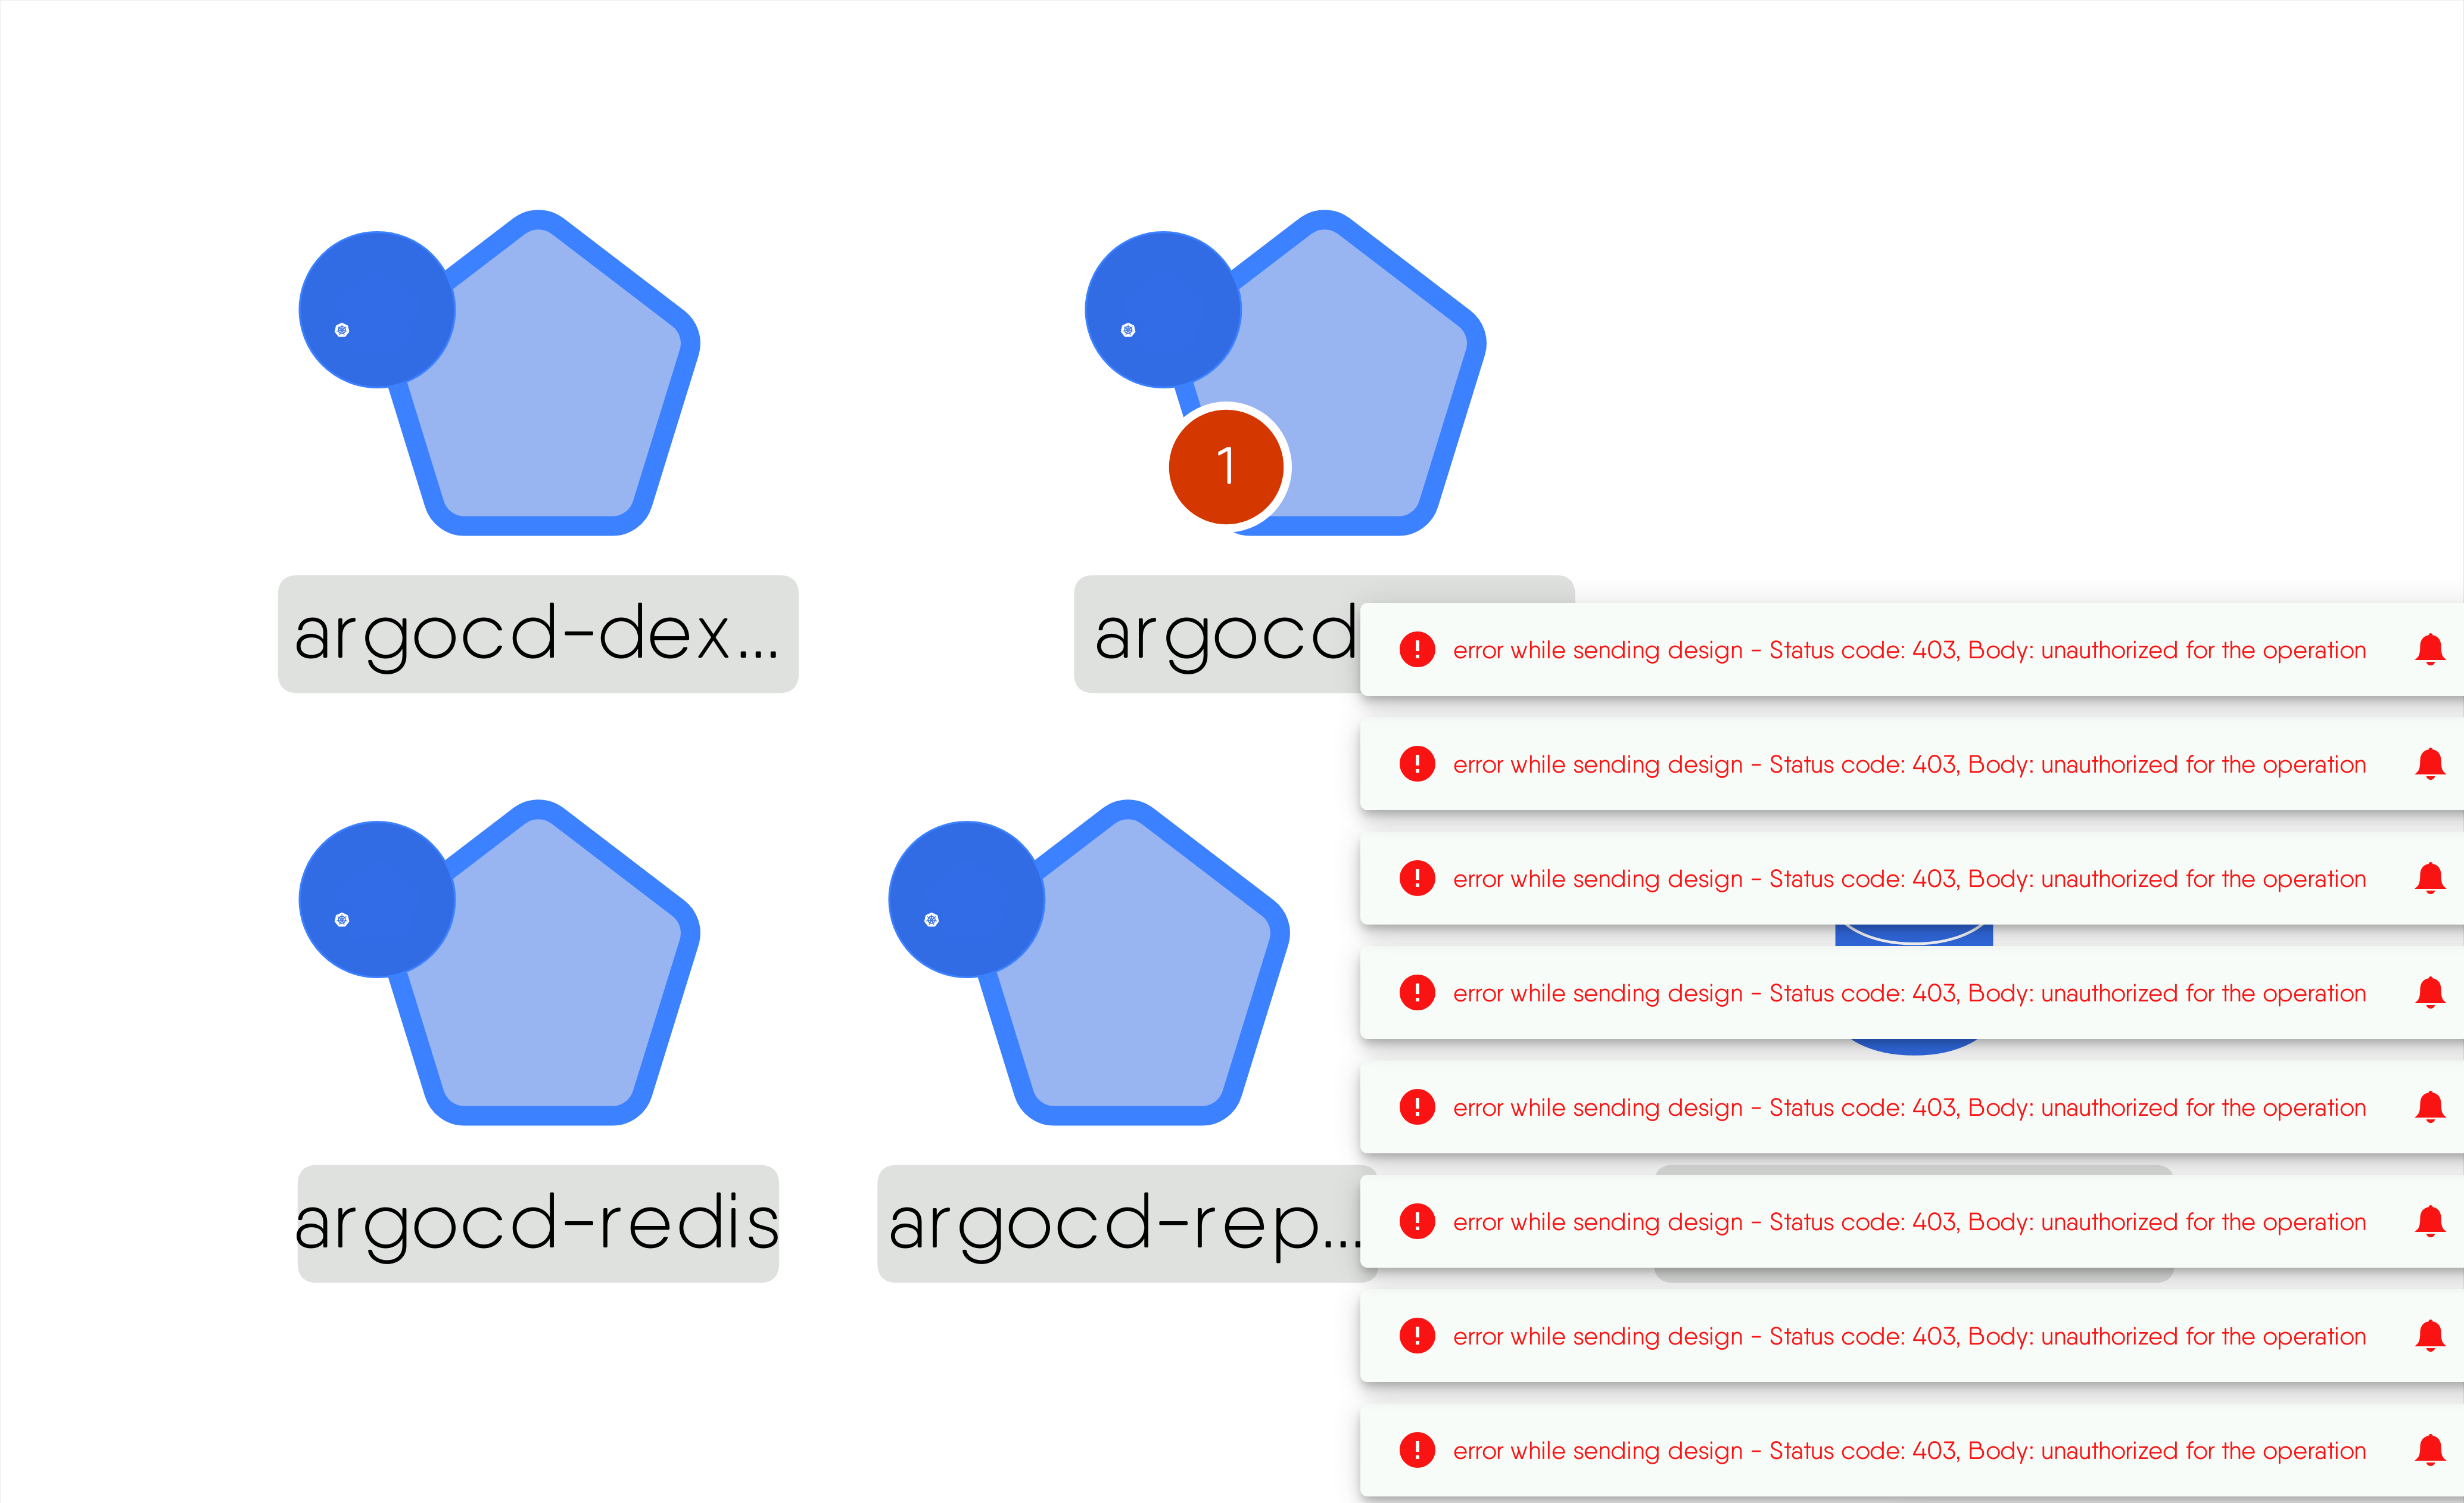 1
argocd-dex...
argocd
error while sending design - Status code: 403, Body: unauthorized for the operation
error while sending design - Status code: 403, Body: unauthorized for the operation
error while sending design - Status code: 403, Body: unauthorized for the operation
error while sending design - Status code: 403, Body: unauthorized for the operation
error while sending design - Status code: 403, Body: unauthorized for the operation
argocd-redis
argocd-rep...
error while sending design - Status code: 403, Body: unauthorized for the operation
error while sending design - Status code: 403, Body: unauthorized for the operation
error while sending design - Status code: 403, Body: unauthorized for the operation